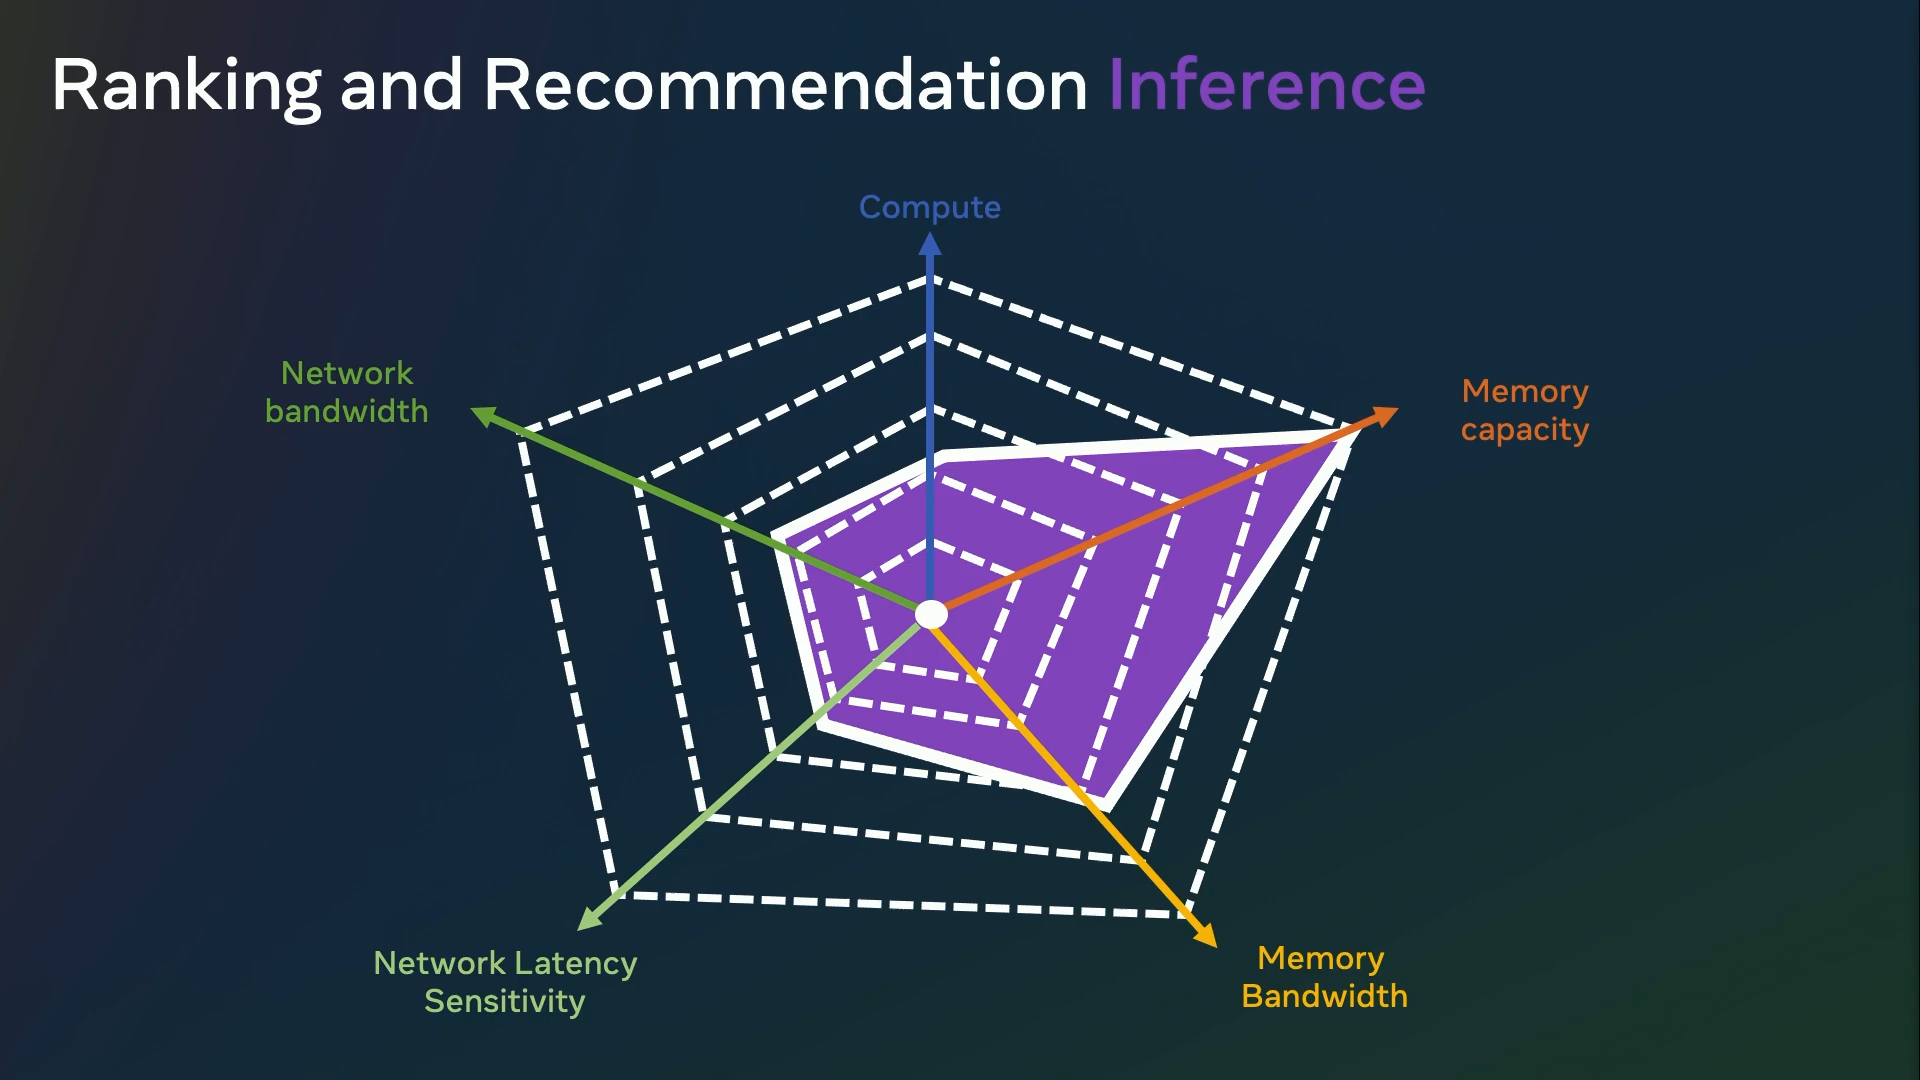 Ranking and Recommendation Inference
Compute
Network
bandwidth
Memory
capacity
Network Latency
Sensitivity
Memory
Bandwidth